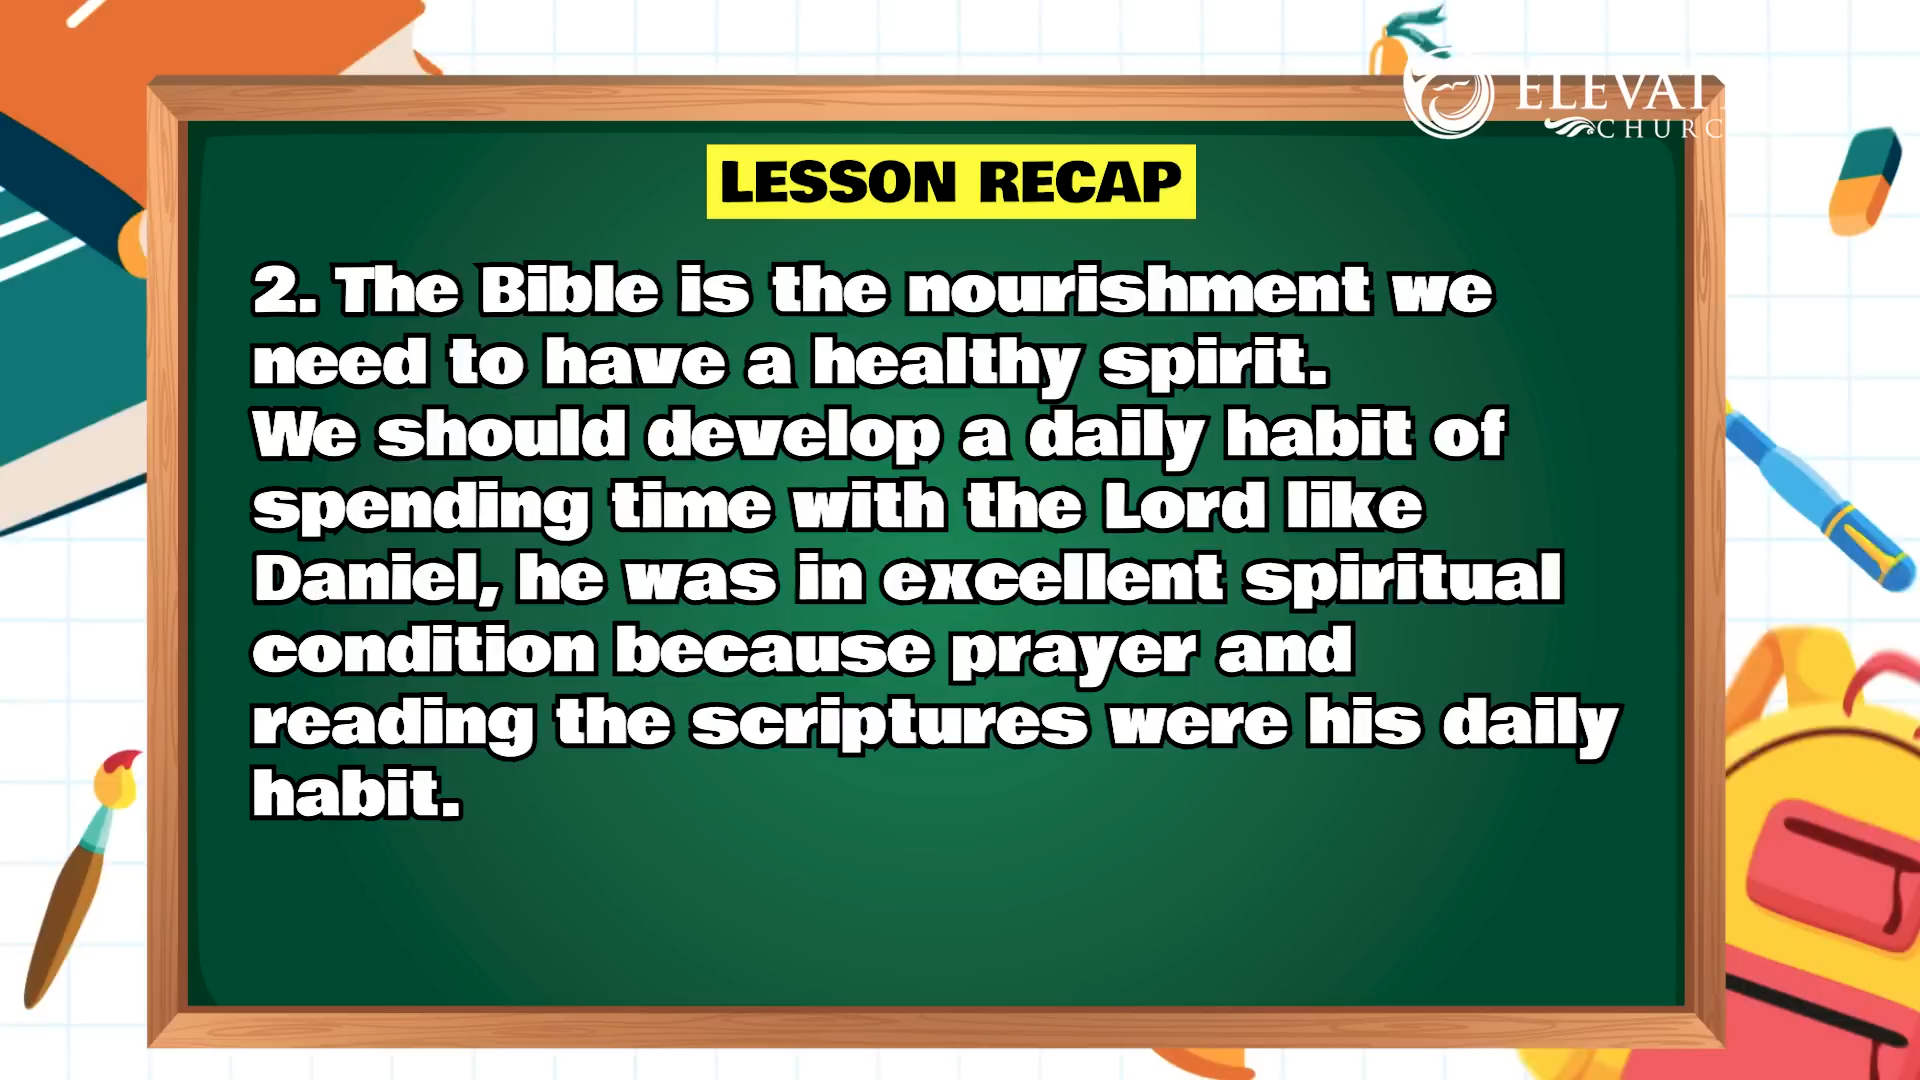 ELEVAT
CHURC
LESSON RECAP
2. The Bible is the nourishment we
need to have a healthy spirit.
We should develop a daily habit of
spending time with the Lord like
Daniel, he was in excellent spiritual
condition because prayer and
reading the scriptures were his daily
habit.